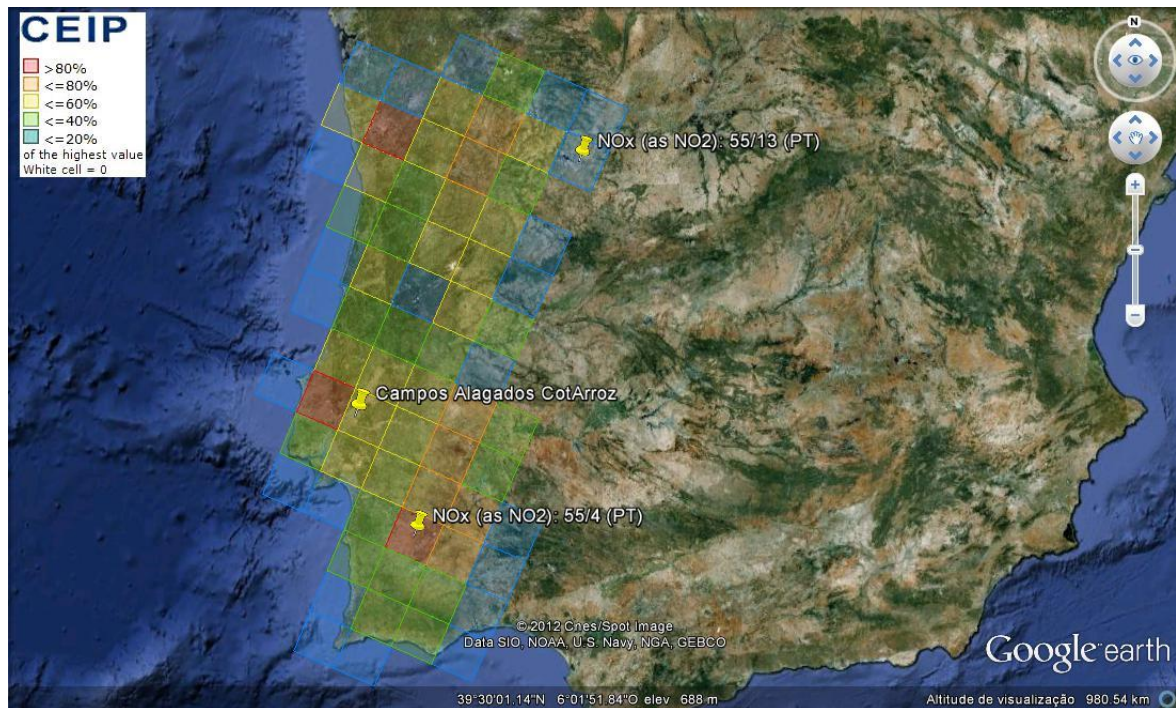 CEIP
>80%
<=80%
<=60%
<=40%
<=20%
of the highest value
White cell = 0
N
NOx (as NO2): 55/13 (PT)
Campos Alagados CotArroz
NOx (as NO2): 55/4 (PT)
© 2012 Cnes/Spot Image
Data SIO, NOAA, U.S. Navy, NGA, GEBCO
Google earth
39°30'01.14"N 6°01'51.84"O elev 688 m
Altitude de visualização 980.54 km